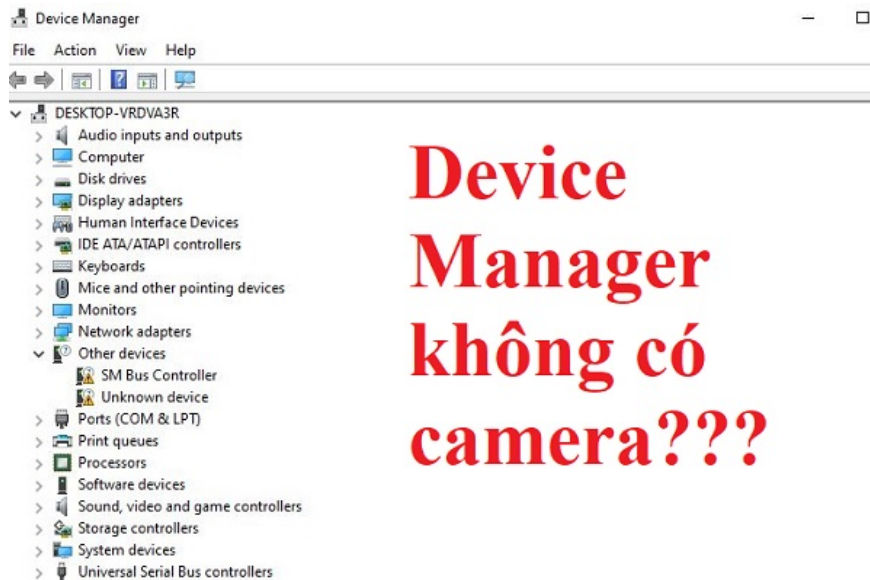 Device Manager
File Action View Help
DESKTOP-VRDVA3R
Audio inputs and outputs
Computer
Disk drives
Display adapters
Human Interface Devices
IDE ATA/ATAPI controllers
Keyboards
Mice and other pointing devices
Monitors
Network adapters
Other devices
SM Bus Controller
Unknown device
Ports (COM & LPT)
Print queues
Processors
Software devices
Sound, video and game controllers
Storage controllers
System devices
Universal Serial Bus controllers
Device
Manager
không có
camera???